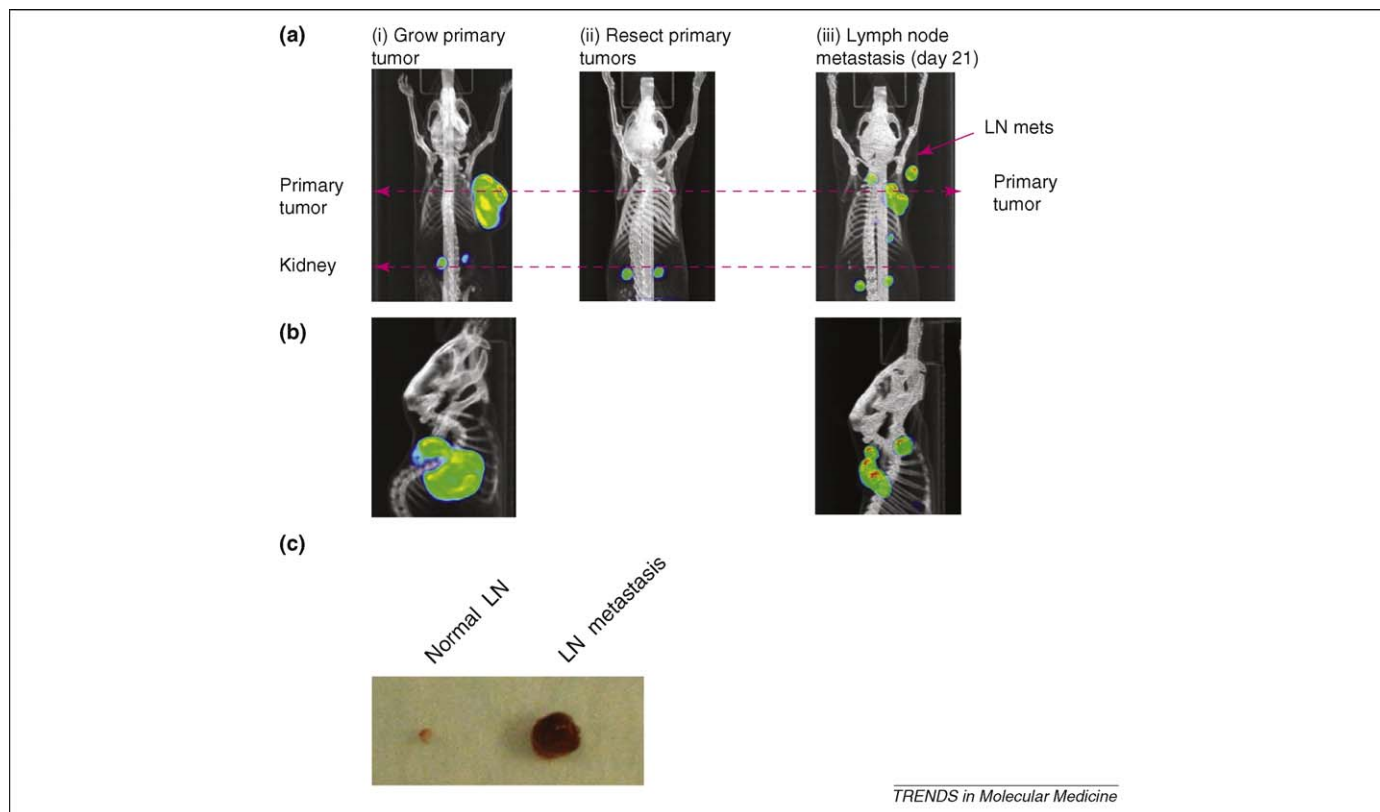 (a)
(i) Grow primary
tumor
(ii) Resect primary
tumors
(iii) Lymph node
metastasis (day 21)
LN mets
Primary
tumor
Primary
tumor
Kidney
(b)
(c)
Normal LN
LN metastasis
TRENDS in Molecular Medicine